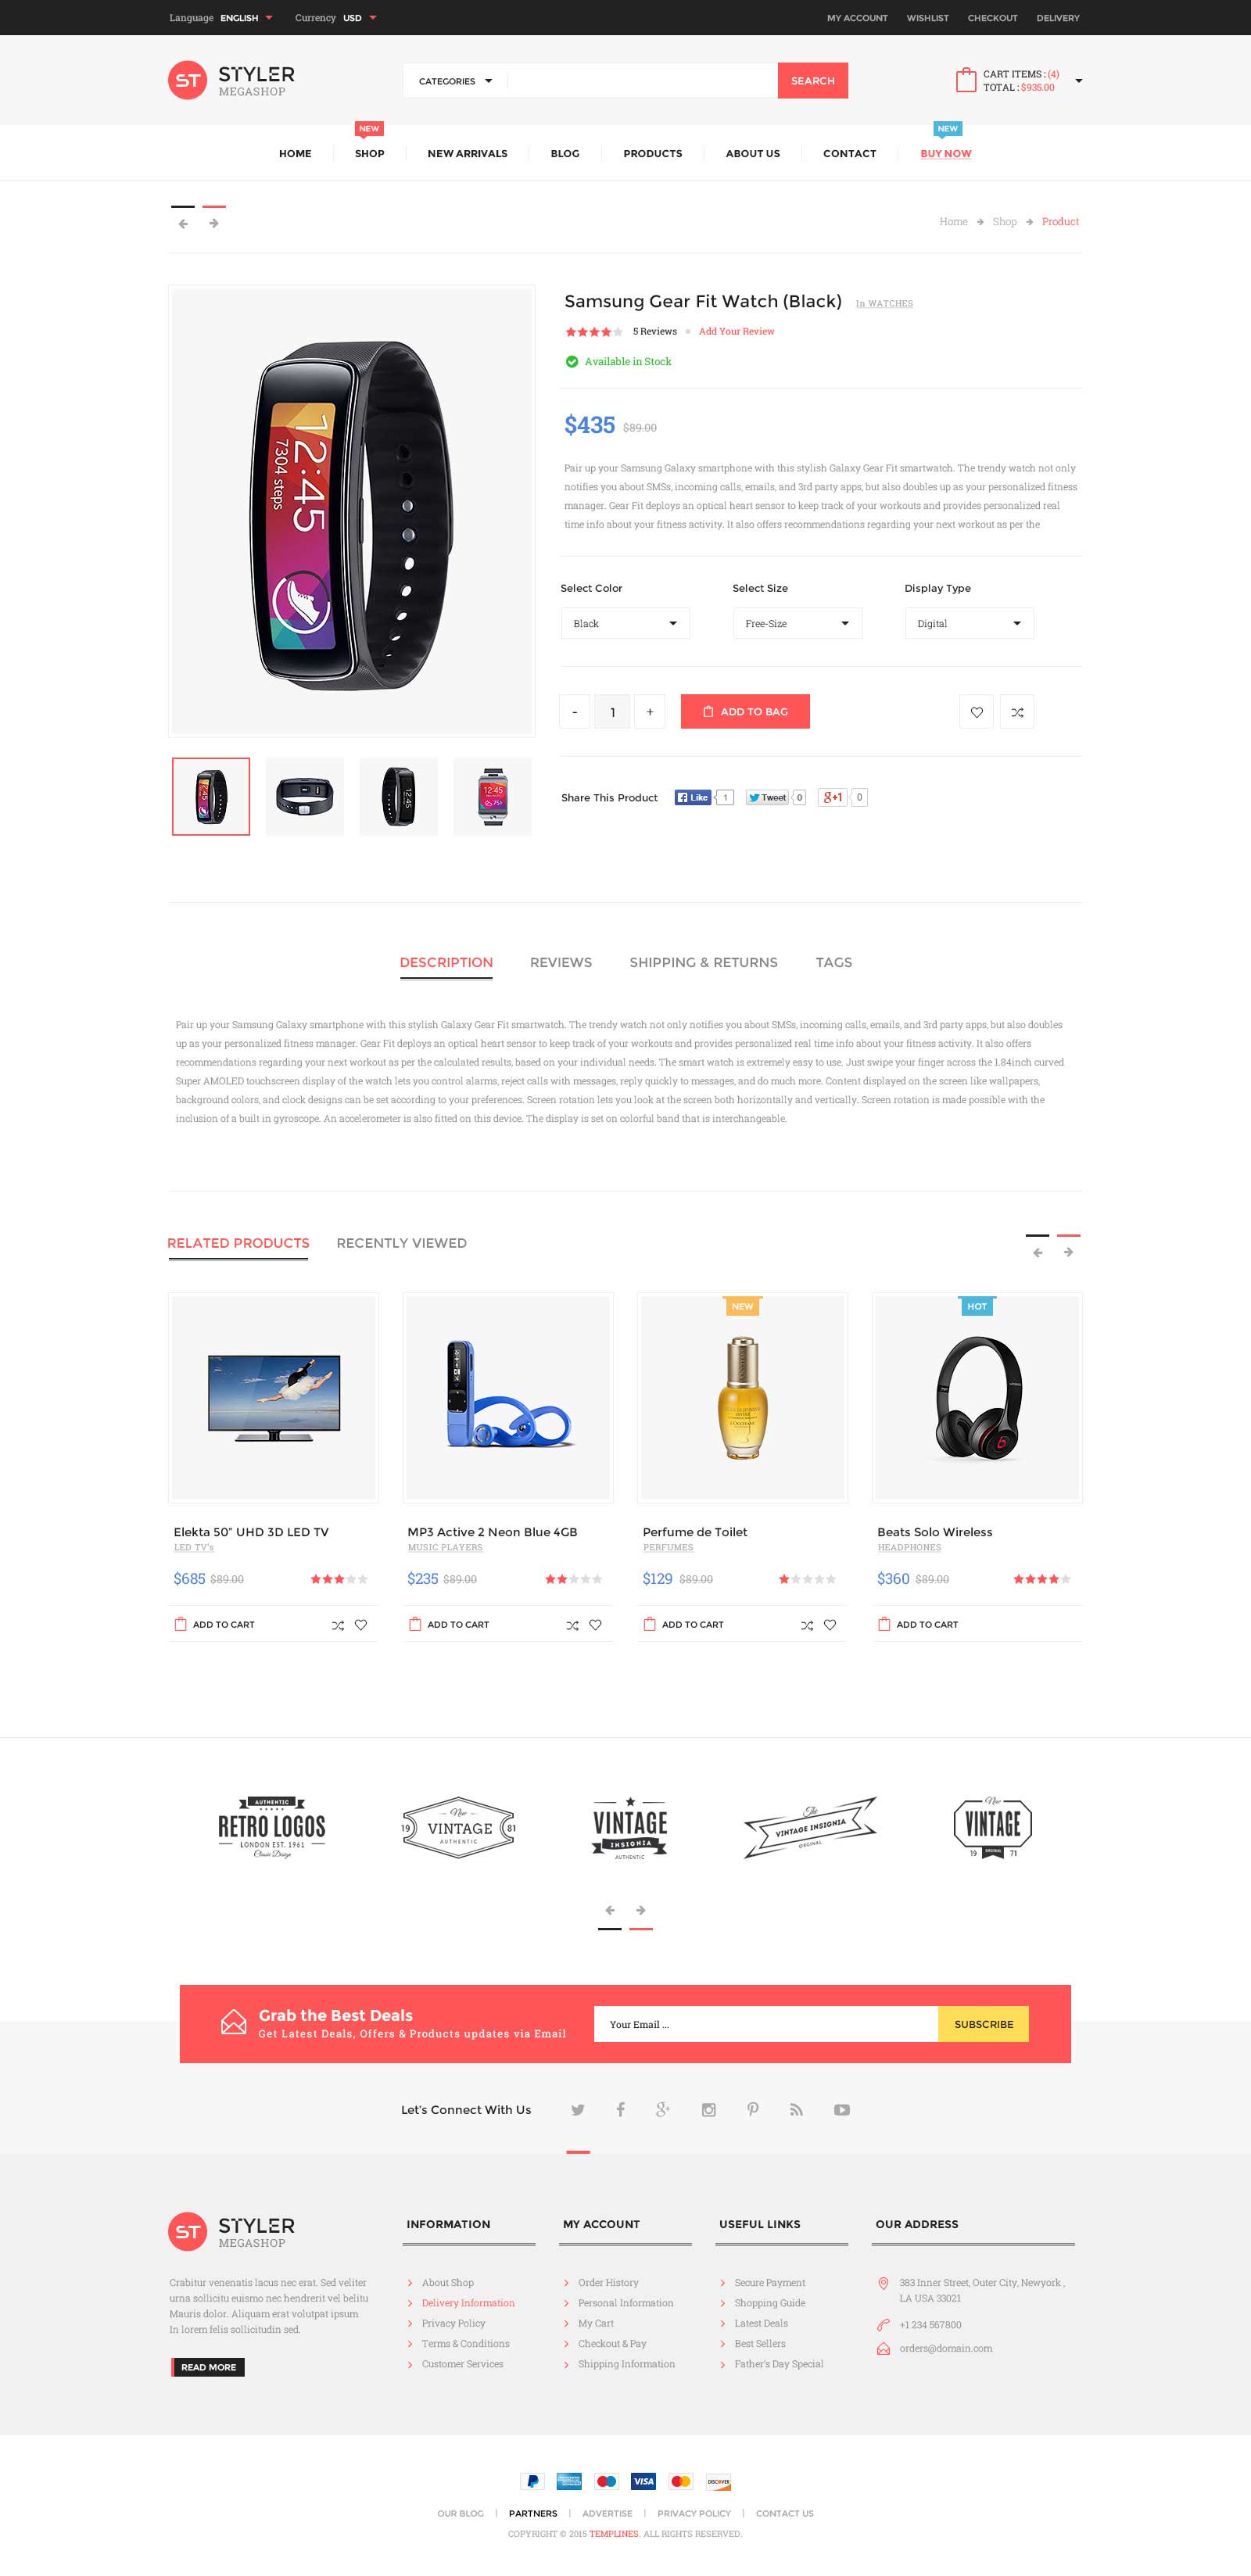 Language ENGLISH Currency USD MY ACCOUNT WISHLIST CHECKOUT DELIVERY
ST STYLER MEGASHOP
CATEGORIES SEARCH
CART ITEMS : (4)
TOTAL : $935.00
NEW NEW
HOME SHOP NEW ARRIVALS BLOG PRODUCTS ABOUT US CONTACT BUY NOW
Home Shop Product
12:45
7304 steps
Samsung Gear Fit Watch (Black) In WATCHES
5 Reviews Add Your Review
Available in Stock
$435 $89.00
Pair up your Samsung Galaxy smartphone with this stylish Galaxy Gear Fit smartwatch. The trendy watch not only
notifies you about SMSs, incoming calls, emails, and 3rd party apps, but also doubles up as your personalized fitness
manager. Gear Fit deploys an optical heart sensor to keep track of your workouts and provides personalized real
time info about your fitness activity. It also offers recommendations regarding your next workout as per the
Select Color Select Size Display Type
Black Free-Size Digital
- 1 + ADD TO BAG
Share This Product Like 1 Tweet 0 g+1 0
DESCRIPTION REVIEWS SHIPPING & RETURNS TAGS
Pair up your Samsung Galaxy smartphone with this stylish Galaxy Gear Fit smartwatch. The trendy watch not only notifies you about SMSs, incoming calls, emails, and 3rd party apps, but also doubles
up as your personalized fitness manager. Gear Fit deploys an optical heart sensor to keep track of your workouts and provides personalized real time info about your fitness activity. It also offers
recommendations regarding your next workout as per the calculated results, based on your individual needs. The smart watch is extremely easy to use. Just swipe your finger across the 1.84inch curved
Super AMOLED touchscreen display of the watch lets you control alarms, reject calls with messages, reply quickly to messages, and do much more. Content displayed on the screen like wallpapers,
background colors, and clock designs can be set according to your preferences. Screen rotation lets you look at the screen both horizontally and vertically. Screen rotation is made possible with the
inclusion of a built in gyroscope. An accelerometer is also fitted on this device. The display is set on colorful band that is interchangeable.
RELATED PRODUCTS RECENTLY VIEWED
NEW HOT
Elekta 50" UHD 3D LED TV MP3 Active 2 Neon Blue 4GB Perfume de Toilet Beats Solo Wireless
LED TV's MUSIC PLAYERS PERFUMES HEADPHONES
$685 $89.00 $235 $89.00 $129 $89.00 $360 $89.00
ADD TO CART ADD TO CART ADD TO CART ADD TO CART
AUTHENTIC
RETRO LOGOS
LONDON EST. 1961
Classic Design
New
19 VINTAGE 81
AUTHENTIC
VINTAGE
INSIGNIA
AUTHENTIC
The
VINTAGE INSIGNIA
ORIGINAL
New
VINTAGE
19 ORIGINAL 71
Grab the Best Deals
Get Latest Deals, Offers & Products updates via Email
Your Email ... SUBSCRIBE
Let's Connect With Us
ST STYLER MEGASHOP
Crabitur venenatis lacus nec erat. Sed veliter
urna sollicitu euismo nec hendrerit vel belitu
Mauris dolor. Aliquam erat volutpat ipsum
In lorem felis sollicitudin sed.
READ MORE
INFORMATION
About Shop
Delivery Information
Privacy Policy
Terms & Conditions
Customer Services
MY ACCOUNT
Order History
Personal Information
My Cart
Checkout & Pay
Shipping Information
USEFUL LINKS
Secure Payment
Shopping Guide
Latest Deals
Best Sellers
Father's Day Special
OUR ADDRESS
383 Inner Street, Outer City, Newyork ,
LA USA 33021
+1 234 567800
orders@domain.com
VISA DISCOVER
OUR BLOG | PARTNERS | ADVERTISE | PRIVACY POLICY | CONTACT US
COPYRIGHT © 2015 TEMPLINES. ALL RIGHTS RESERVED.